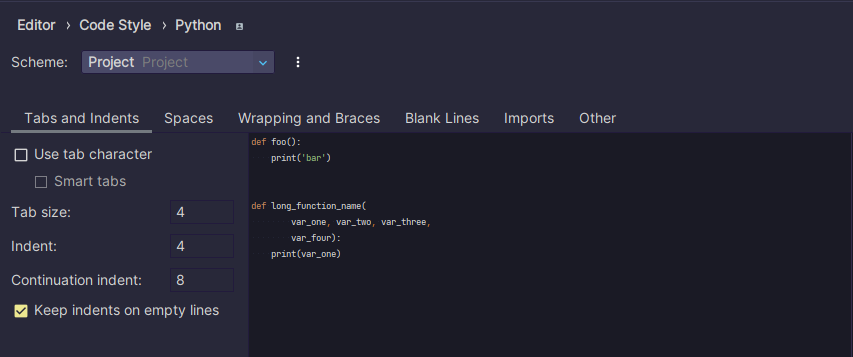 Editor › Code Style › Python
Scheme: Project Project
Tabs and Indents Spaces Wrapping and Braces Blank Lines Imports Other
Use tab character
Smart tabs
Tab size: 4
Indent: 4
Continuation indent: 8
Keep indents on empty lines
def foo():
    print('bar')
def long_function_name(
        var_one, var_two, var_three,
        var_four):
    print(var_one)